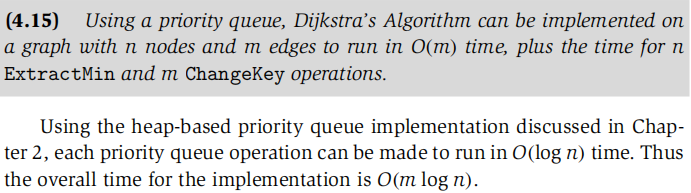 (4.15) Using a priority queue, Dijkstra's Algorithm can be implemented on
a graph with n nodes and m edges to run in O(m) time, plus the time for n
ExtractMin and m ChangeKey operations.
Using the heap-based priority queue implementation discussed in Chap-
ter 2, each priority queue operation can be made to run in O(log n) time. Thus
the overall time for the implementation is O(m log n).